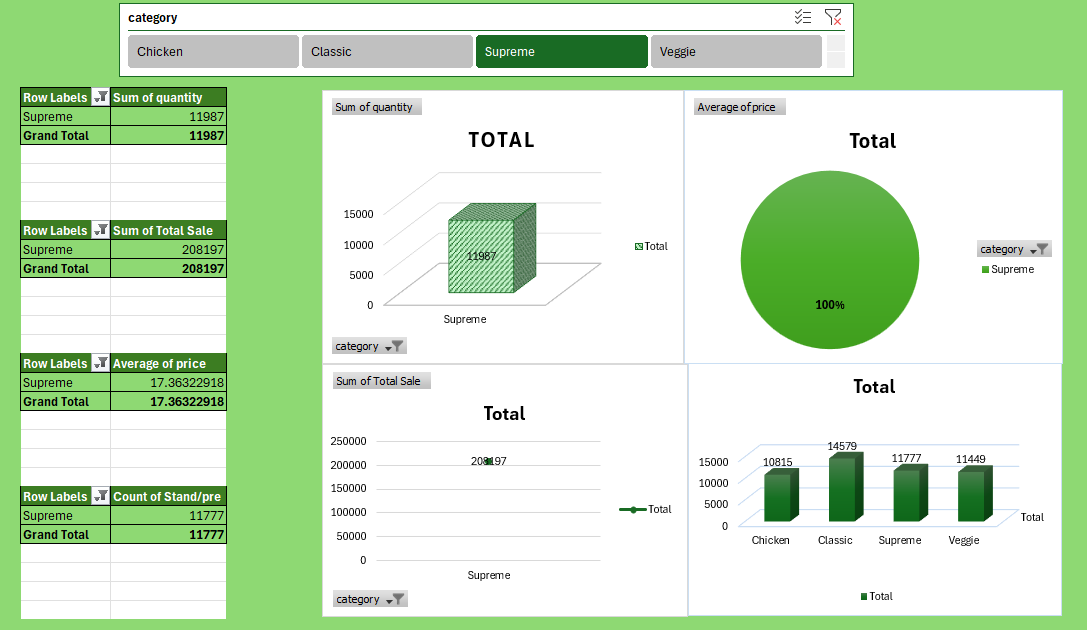 category
Chicken Classic Supreme Veggie
Row Labels Sum of quantity
Supreme 11987
Grand Total 11987
Row Labels Sum of Total Sale
Supreme 208197
Grand Total 208197
Row Labels Average of price
Supreme 17.36322918
Grand Total 17.36322918
Row Labels Count of Stand/pre
Supreme 11777
Grand Total 11777
Sum of quantity
TOTAL
15000
10000
5000
0
11987
Supreme
Total
category
Average of price
Total
100%
category
Supreme
Sum of Total Sale
Total
250000
200000
150000
100000
50000
0
208197
Supreme
Total
category
Total
15000
10000
5000
0
10815 14579 11777 11449
Chicken Classic Supreme Veggie
Total
Total